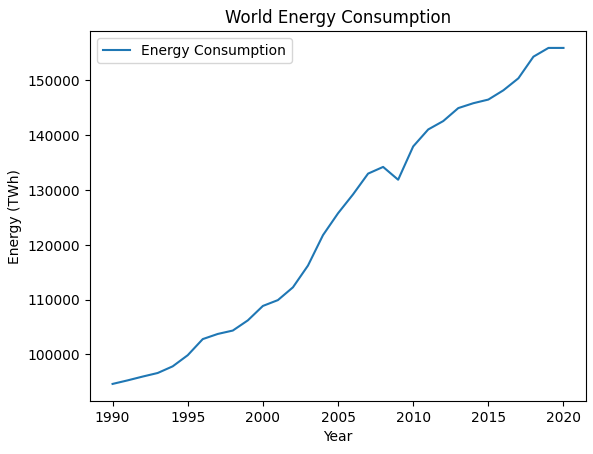 World Energy Consumption
Energy Consumption
150000
140000
130000
120000
110000
100000
Energy (TWh)
1990 1995 2000 2005 2010 2015 2020
Year